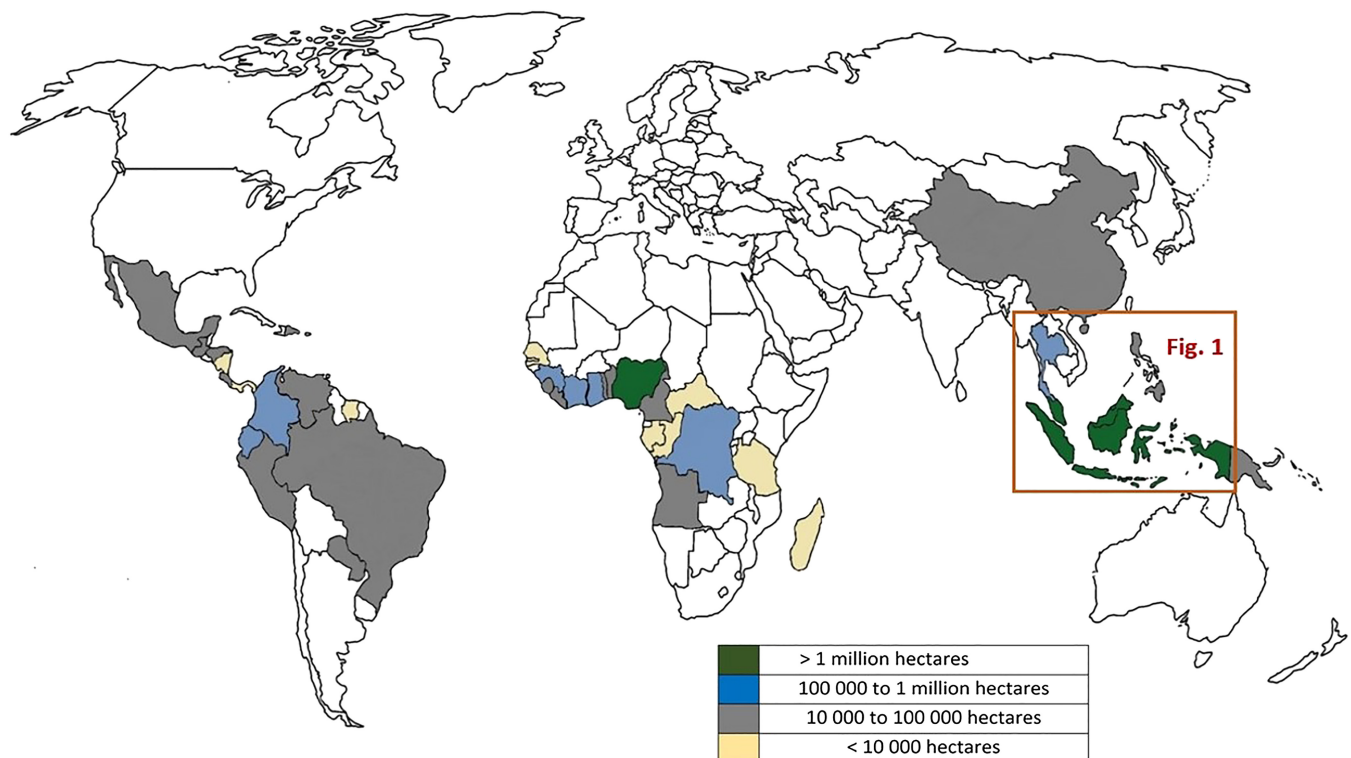 Fig. 1
> 1 million hectares
100 000 to 1 million hectares
10 000 to 100 000 hectares
< 10 000 hectares